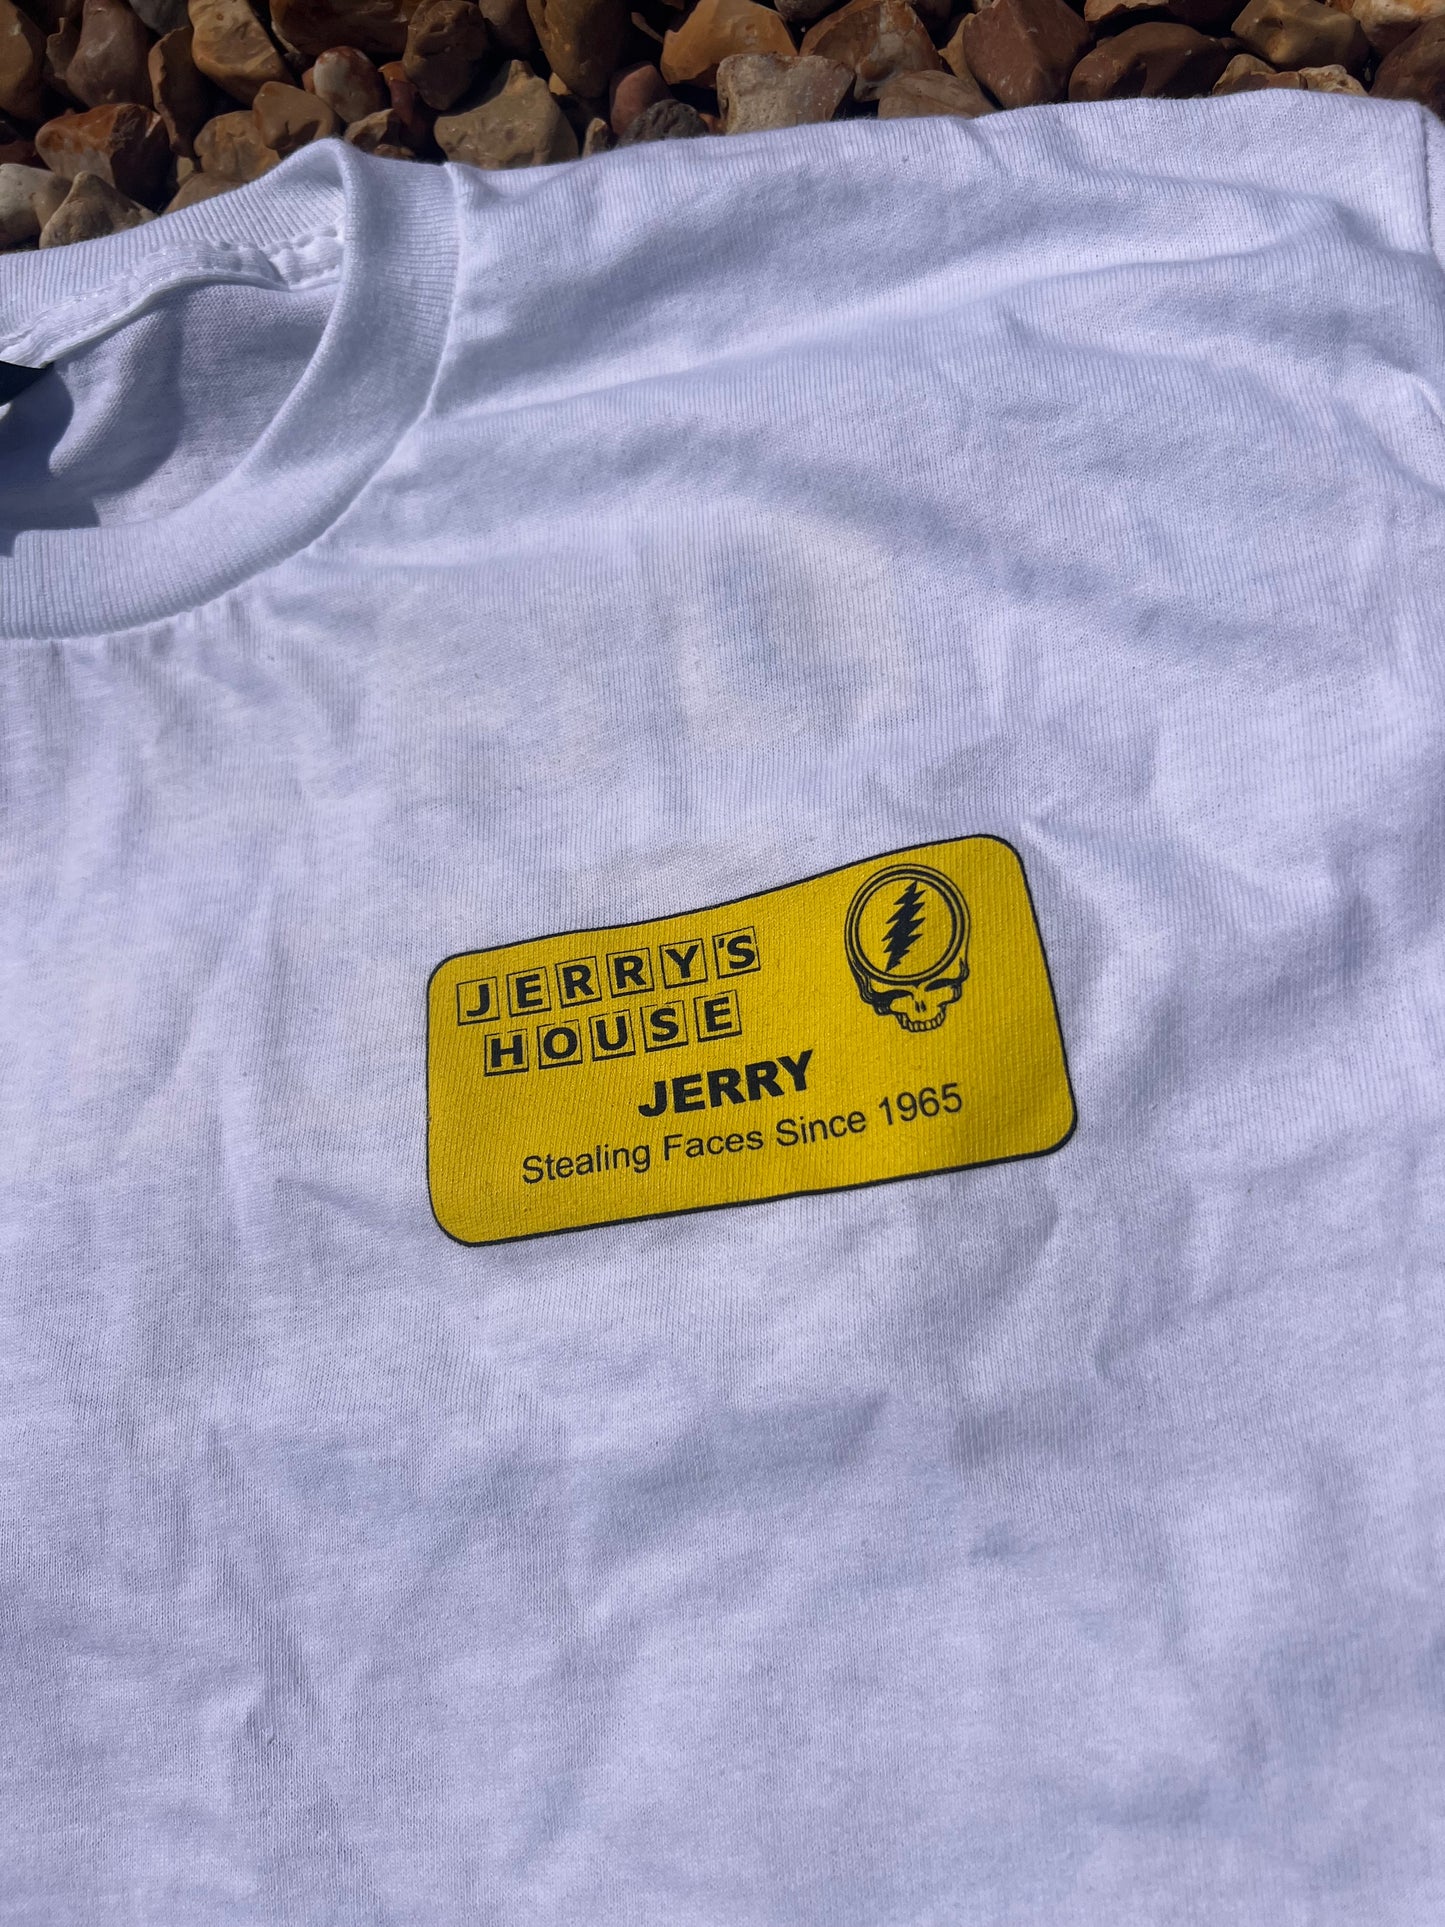 JERRY'S
HOUSE
JERRY
Stealing Faces Since 1965